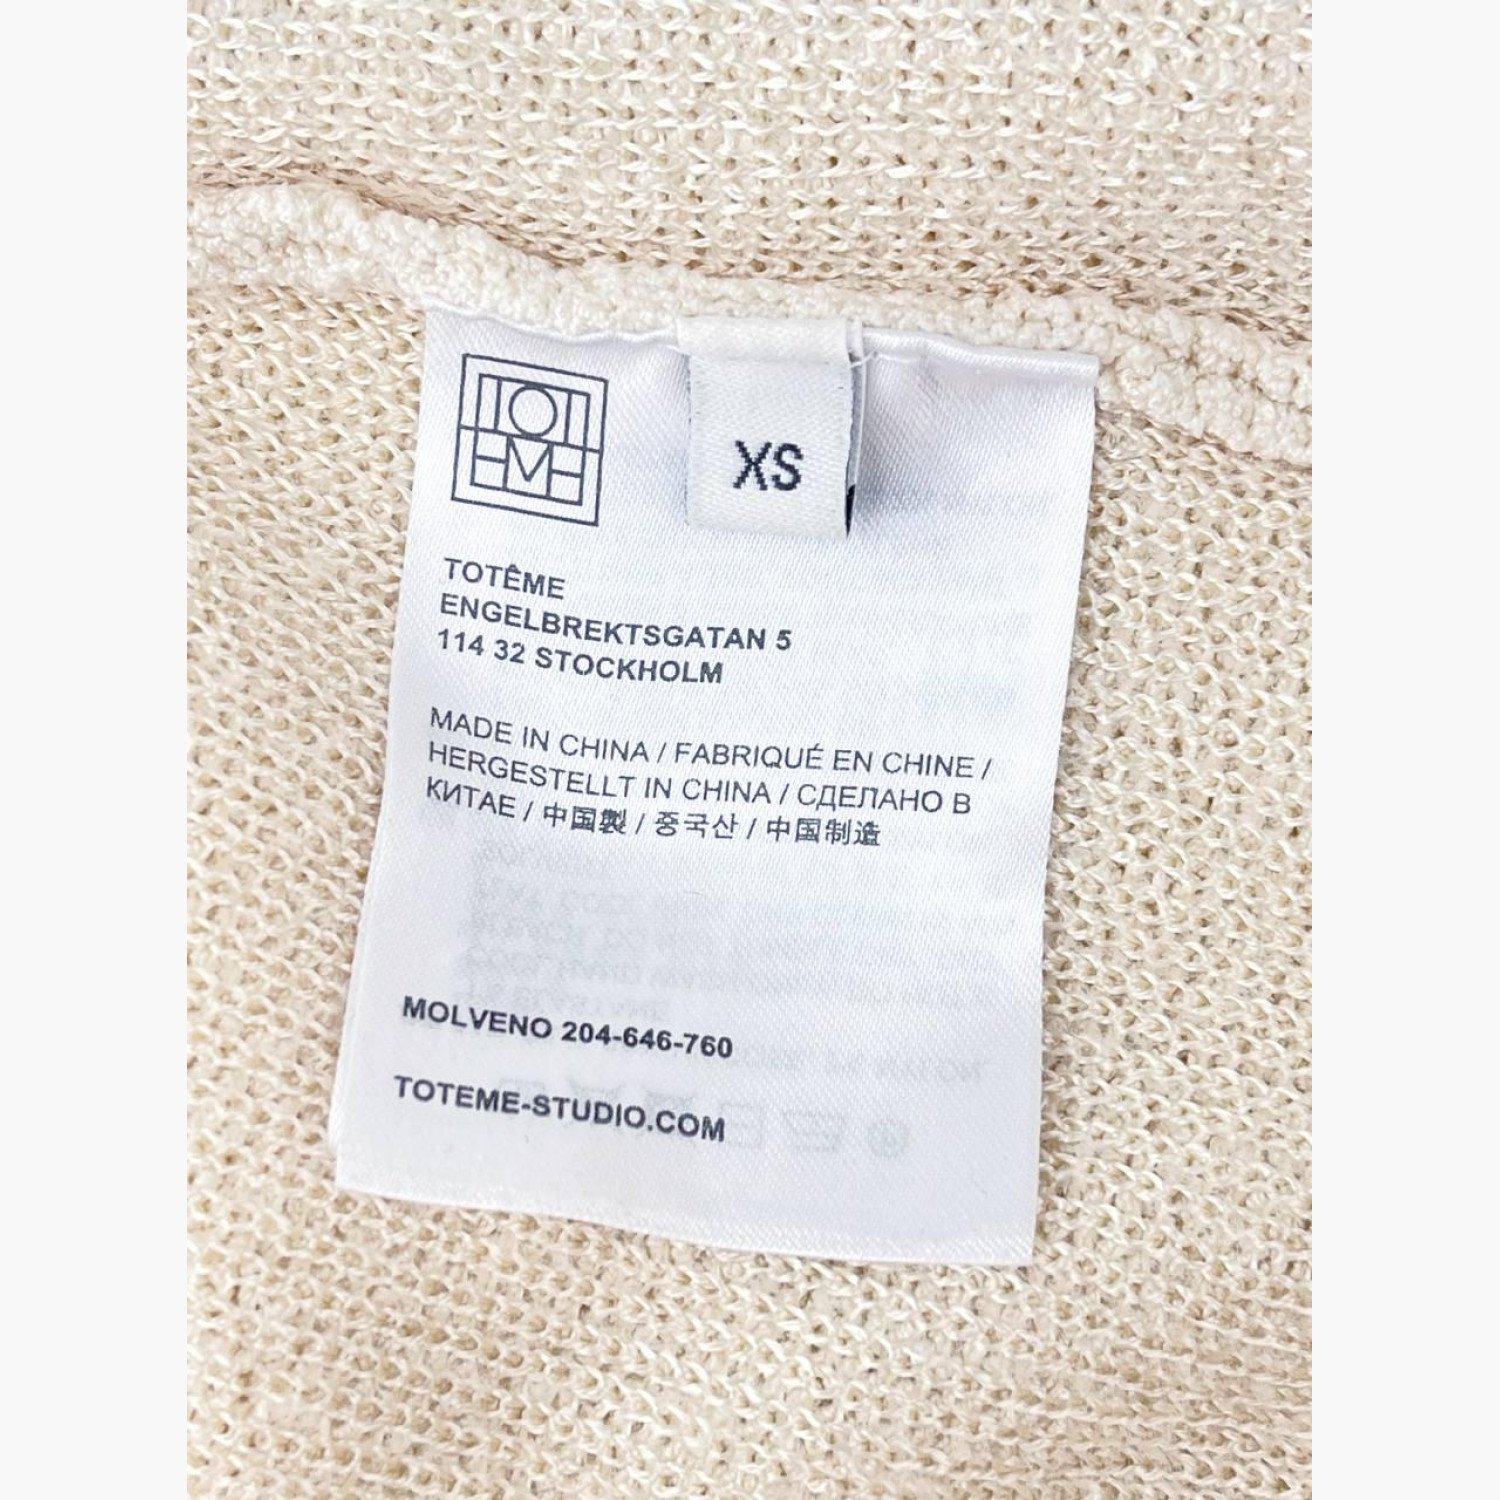 TOTEME
XS
TOTÊME
ENGELBREKTSGATAN 5
114 32 STOCKHOLM
MADE IN CHINA / FABRIQUÉ EN CHINE /
HERGESTELLT IN CHINA / СДЕЛАНО В
КИТАЕ / 中国製 / 중국산 / 中国制造
MOLVENO 204-646-760
TOTEME-STUDIO.COM